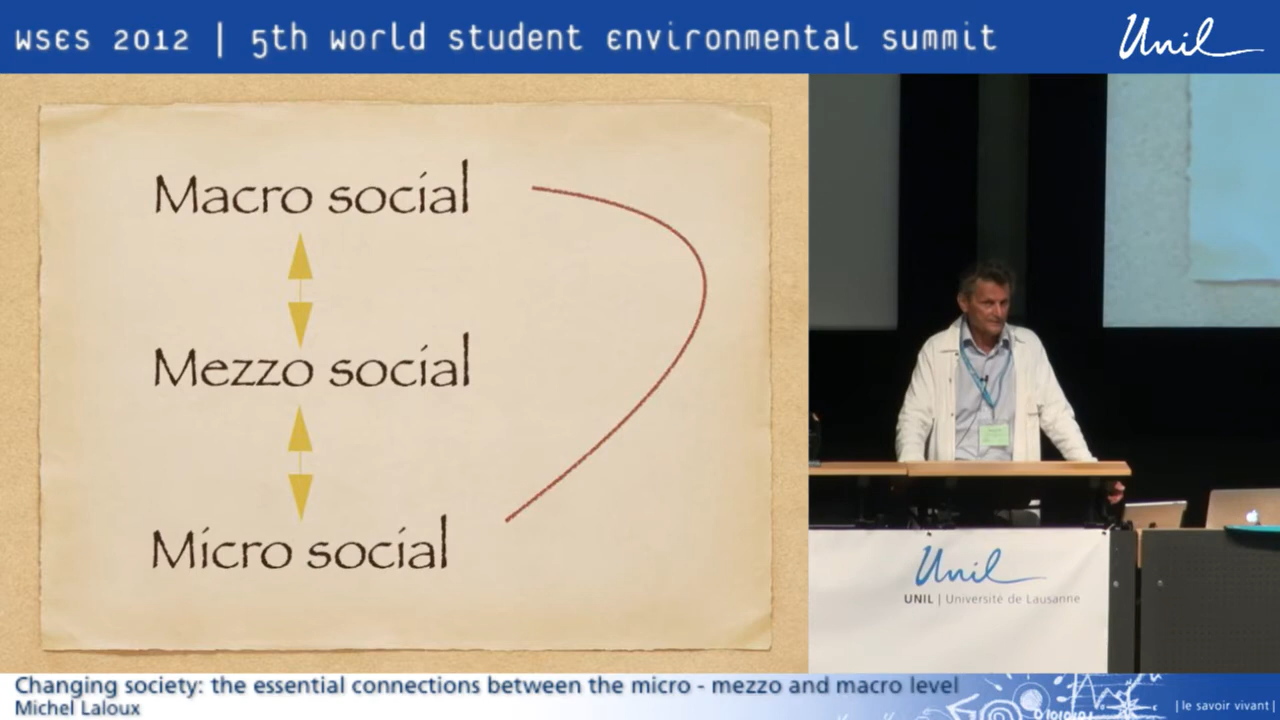 WSES 2012 | 5th world student environmental summit
Unil
Macro social
Mezzo social
Micro social
Unil
UNIL | Université de Lausanne
Changing society: the essential connections between the micro - mezzo and macro level
Michel Laloux
| le savoir vivant |